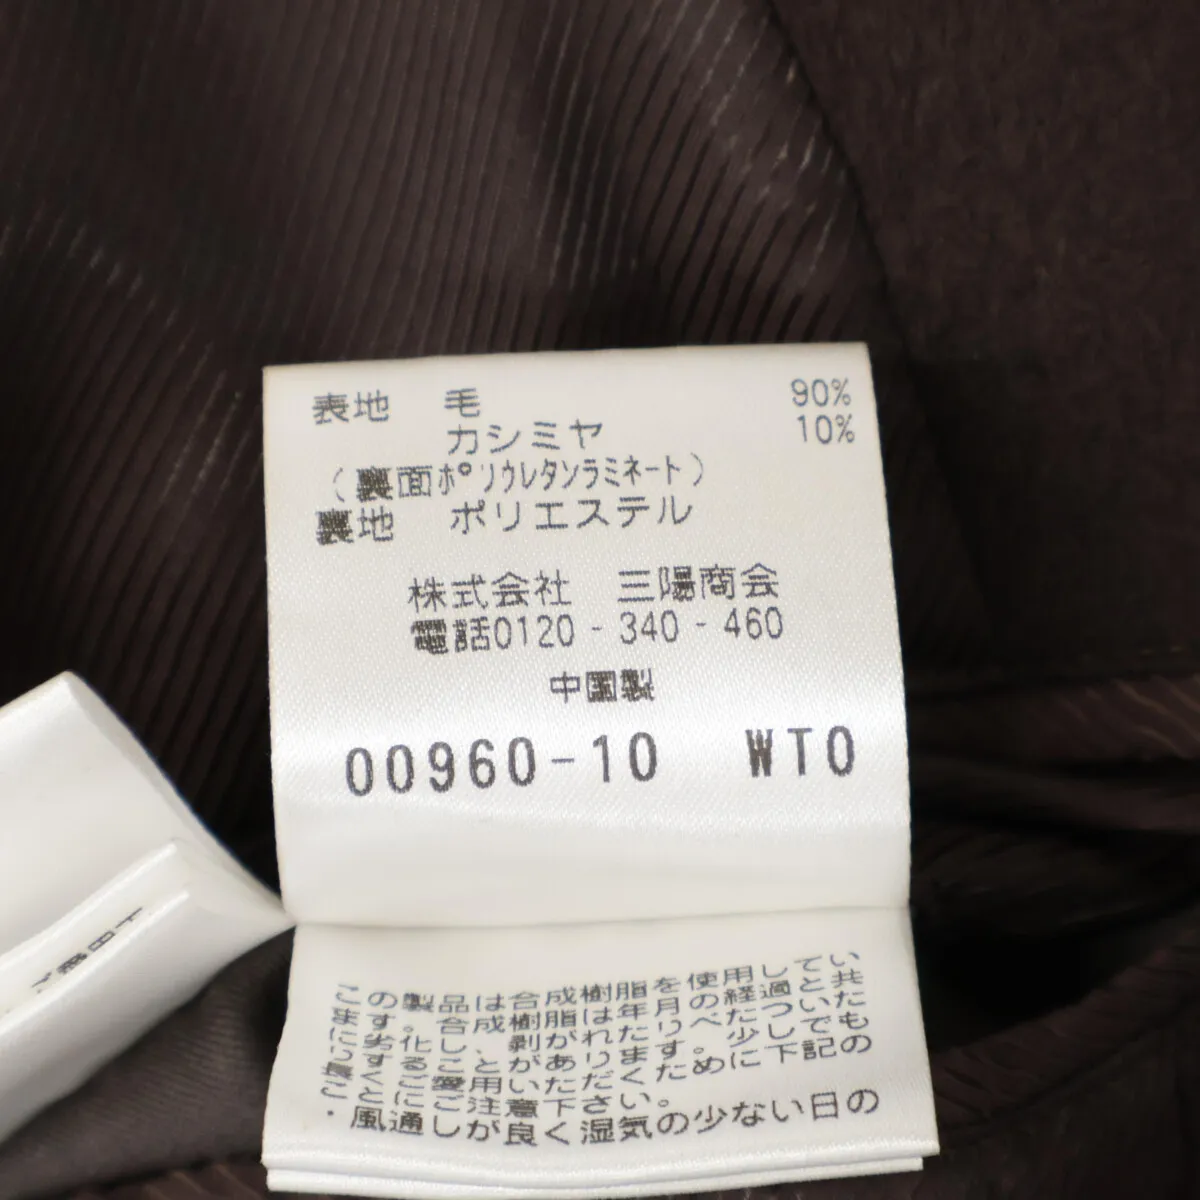 表地　毛　90%
カシミヤ　10%
（裏面ポリウレタンラミネート）
裏地　ポリエステル
株式会社　三陽商会
電話0120-340-460
中国製
00960-10　WTO
この製品は合成樹脂を使用してい
ます。合成樹脂は年月の経過と共
に劣化し、剥がれたりべたついたも
りすることがあります。少しでも
くご愛用いただくために下記の
ことにご注意下さい。
・風通しが良く湿気の少ない日の